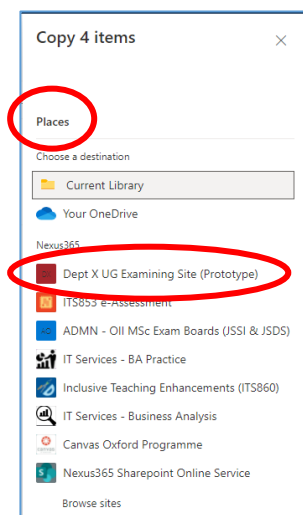 Copy 4 items
Places
Choose a destination
Current Library
Your OneDrive
Nexus365
Dept X UG Examining Site (Prototype)
ITS853 e-Assessment
ADMN - OII MSc Exam Boards (JSSI & JSDS)
IT Services - BA Practice
Inclusive Teaching Enhancements (ITS860)
IT Services - Business Analysis
Canvas Oxford Programme
Nexus365 Sharepoint Online Service
Browse sites